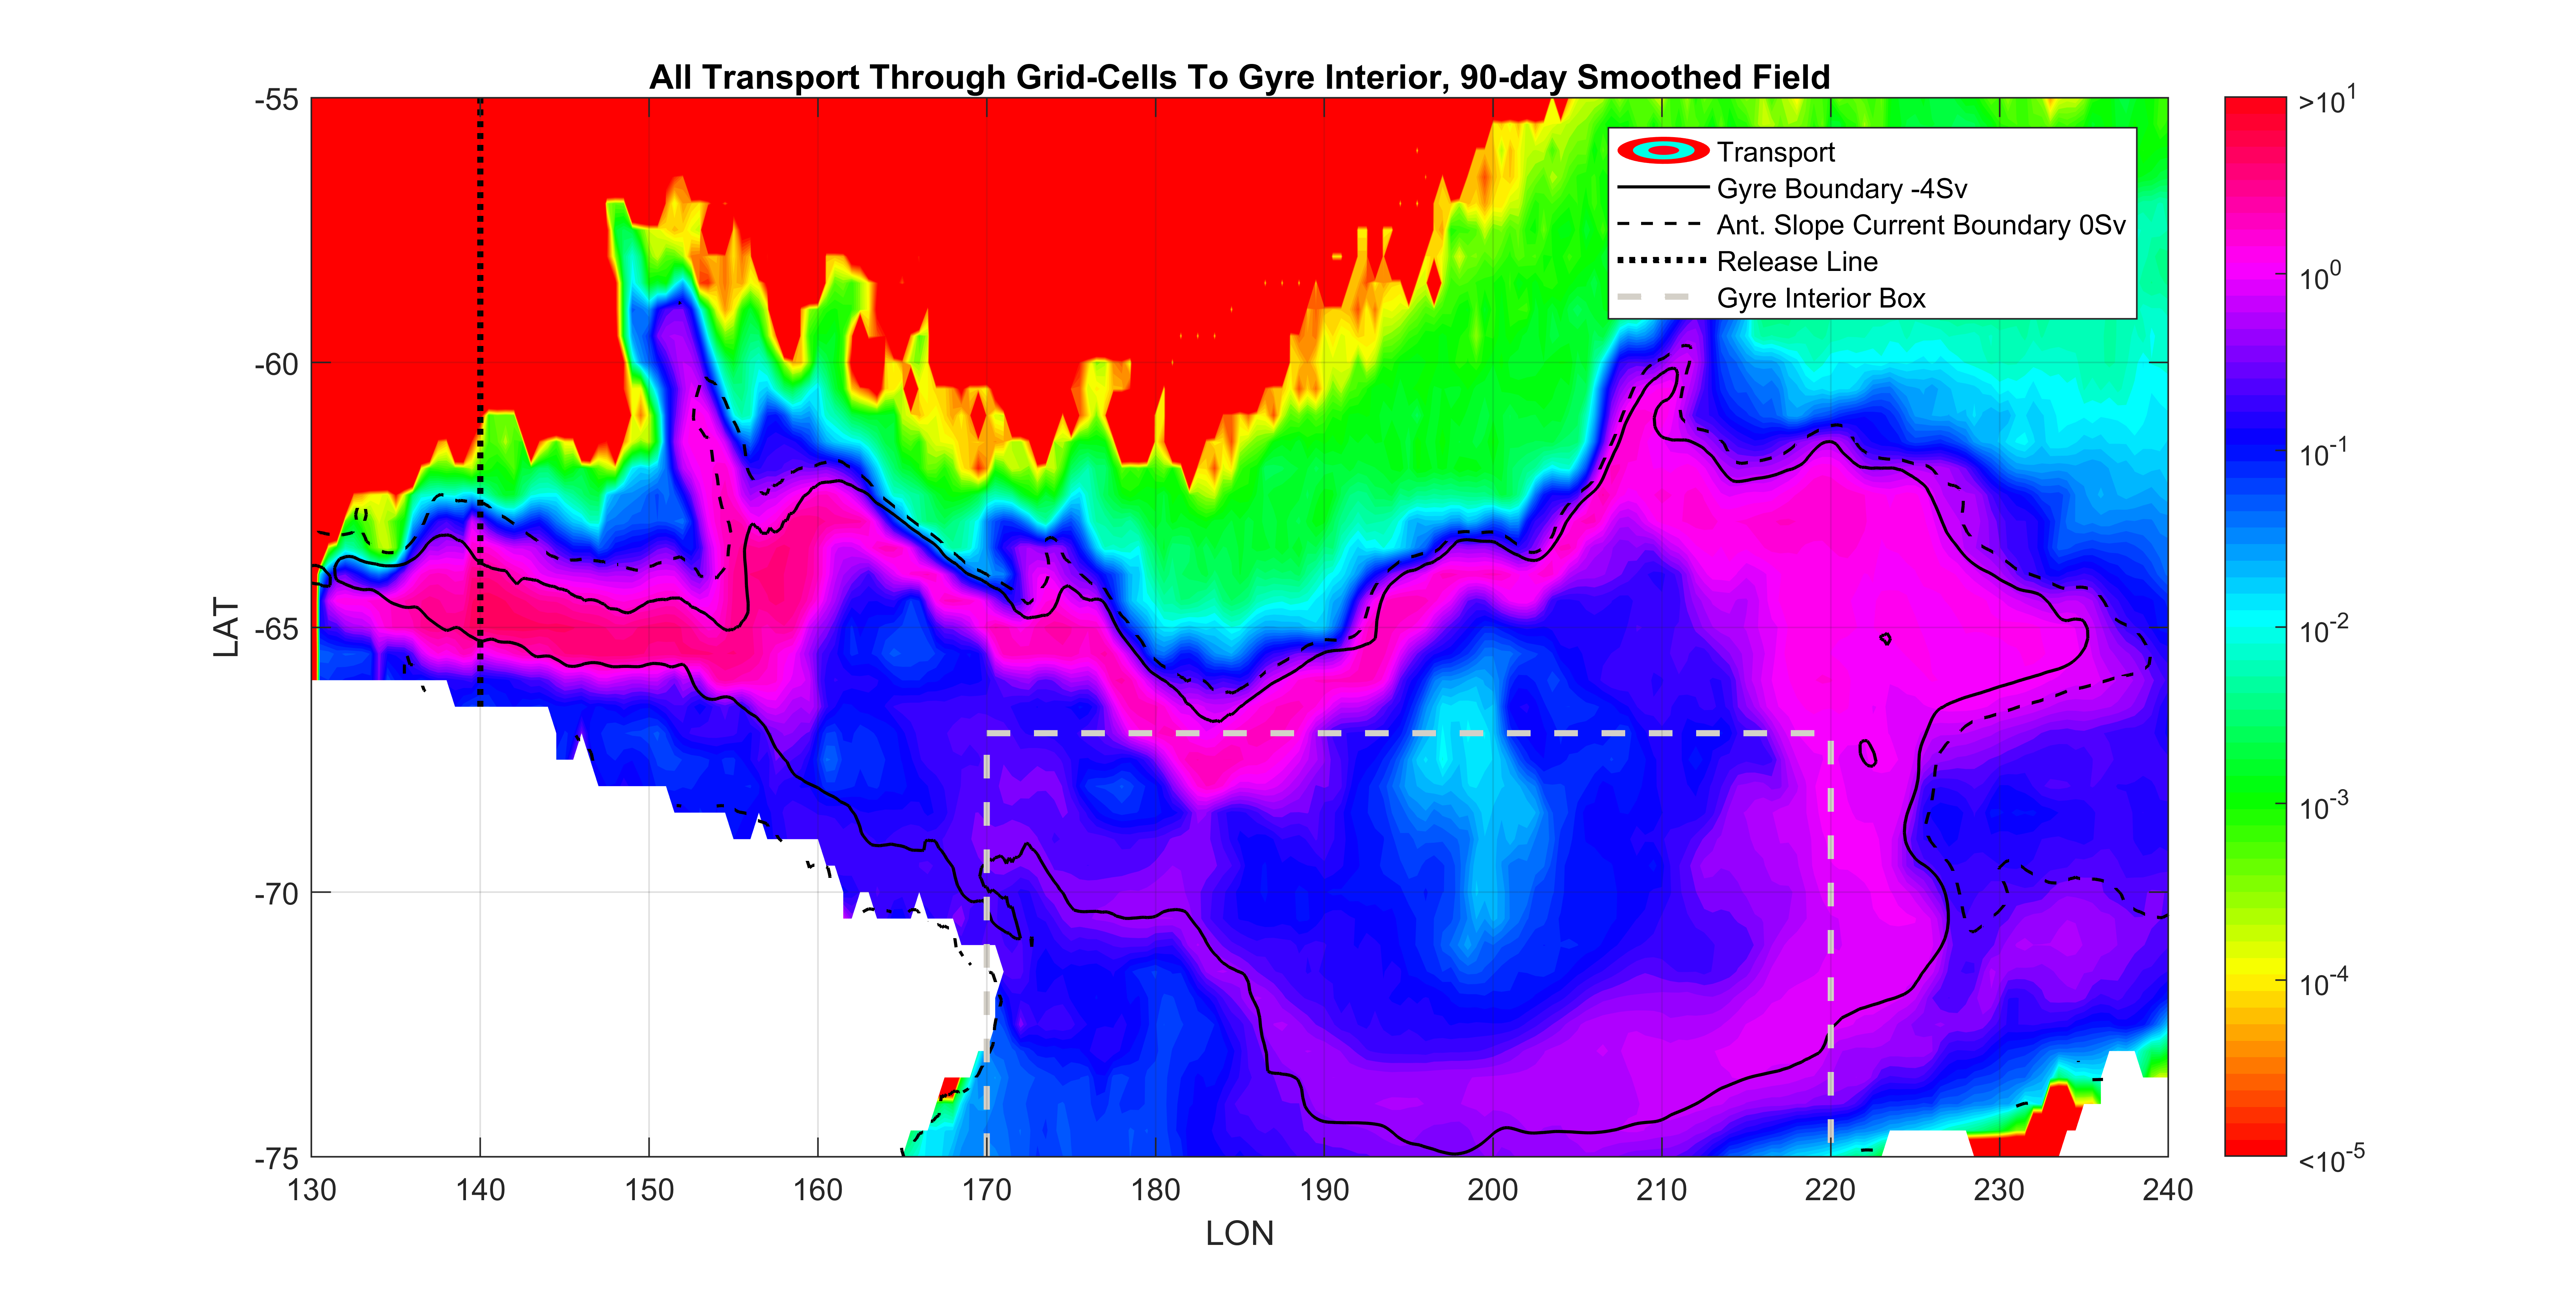 All Transport Through Grid-Cells To Gyre Interior, 90-day Smoothed Field
-55
-60
-65
-70
-75
LAT
130 140 150 160 170 180 190 200 210 220 230 240
LON
Transport
Gyre Boundary -4Sv
Ant. Slope Current Boundary 0Sv
Release Line
Gyre Interior Box
>10^1
10^0
10^-1
10^-2
10^-3
10^-4
<10^-5